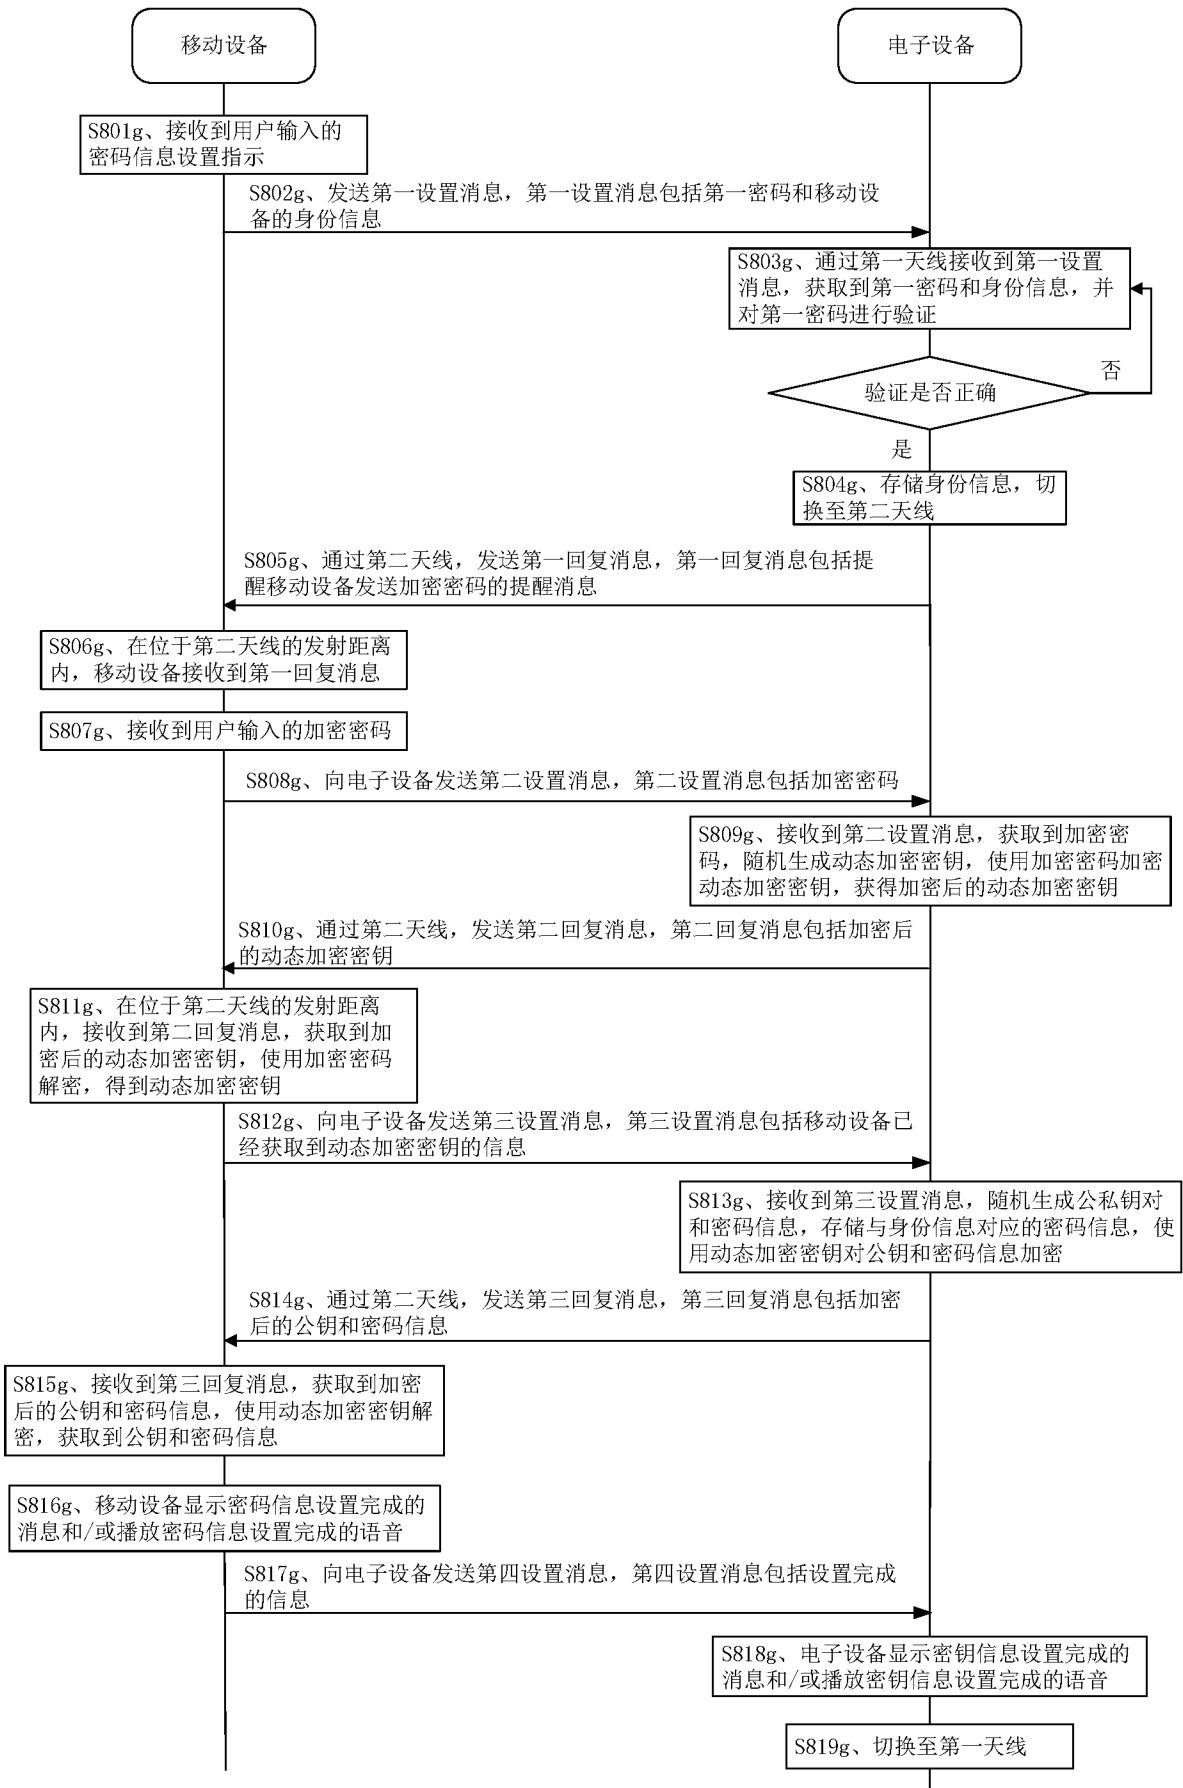 移动设备
电子设备
S801g、接收到用户输入的
密码信息设置指示
S802g、发送第一设置消息，第一设置消息包括第一密码和移动设
备的身份信息
S803g、通过第一天线接收到第一设置
消息，获取到第一密码和身份信息，并
对第一密码进行验证
否
验证是否正确
是
S804g、存储身份信息，切
换至第二天线
S805g、通过第二天线，发送第一回复消息，第一回复消息包括提
醒移动设备发送加密密码的提醒消息
S806g、在位于第二天线的发射距离
内，移动设备接收到第一回复消息
S807g、接收到用户输入的加密密码
S808g、向电子设备发送第二设置消息，第二设置消息包括加密密码
S809g、接收到第二设置消息，获取到加密密
码，随机生成动态加密密钥，使用加密密码加密
动态加密密钥，获得加密后的动态加密密钥
S810g、通过第二天线，发送第二回复消息，第二回复消息包括加密后
的动态加密密钥
S811g、在位于第二天线的发射距离
内，接收到第二回复消息，获取到加
密后的动态加密密钥，使用加密密码
解密，得到动态加密密钥
S812g、向电子设备发送第三设置消息，第三设置消息包括移动设备已
经获取到动态加密密钥的信息
S813g、接收到第三设置消息，随机生成公私钥对
和密码信息，存储与身份信息对应的密码信息，使
用动态加密密钥对公钥和密码信息加密
S814g、通过第二天线，发送第三回复消息，第三回复消息包括加密
后的公钥和密码信息
S815g、接收到第三回复消息，获取到加密
后的公钥和密码信息，使用动态加密密钥解
密，获取到公钥和密码信息
S816g、移动设备显示密码信息设置完成的
消息和/或播放密码信息设置完成的语音
S817g、向电子设备发送第四设置消息，第四设置消息包括设置完成
的信息
S818g、电子设备显示密钥信息设置完成的
消息和/或播放密钥信息设置完成的语音
S819g、切换至第一天线